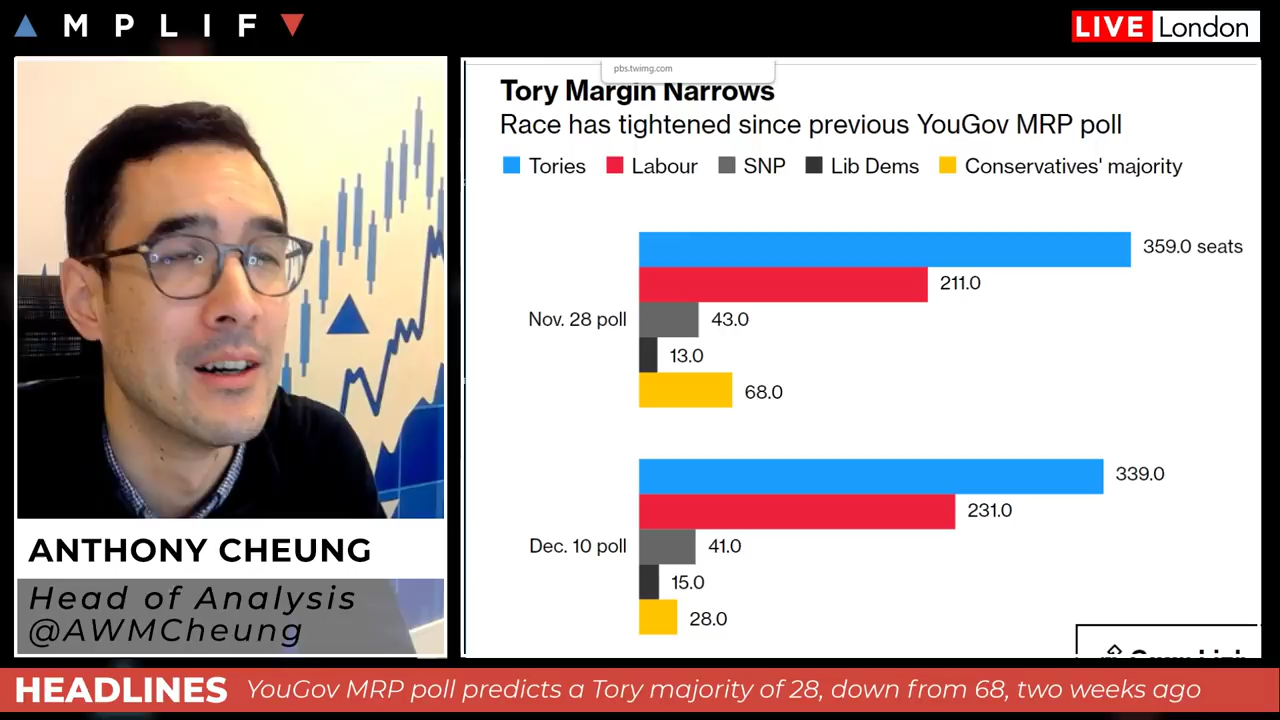 MPLIF
LIVE London
pbs.twimg.com
Tory Margin Narrows
Race has tightened since previous YouGov MRP poll
Tories Labour SNP Lib Dems Conservatives' majority
359.0 seats
211.0
Nov. 28 poll 43.0
13.0
68.0
339.0
231.0
Dec. 10 poll 41.0
15.0
28.0
ANTHONY CHEUNG
Head of Analysis
@AWMCheung
HEADLINES YouGov MRP poll predicts a Tory majority of 28, down from 68, two weeks ago